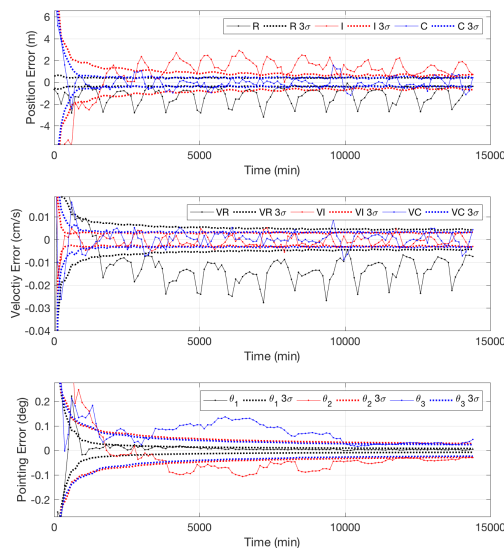 6
4
2
0
-2
-4
Position Error (m)
R R 3σ I I 3σ C C 3σ
0 5000 10000 15000
Time (min)
0.01
0
-0.01
-0.02
-0.03
-0.04
Veloctiy Error (cm/s)
VR VR 3σ VI VI 3σ VC VC 3σ
0 5000 10000 15000
Time (min)
0.2
0.1
0
-0.1
-0.2
Pointing Error (deg)
θ1 θ1 3σ θ2 θ2 3σ θ3 θ3 3σ
0 5000 10000 15000
Time (min)